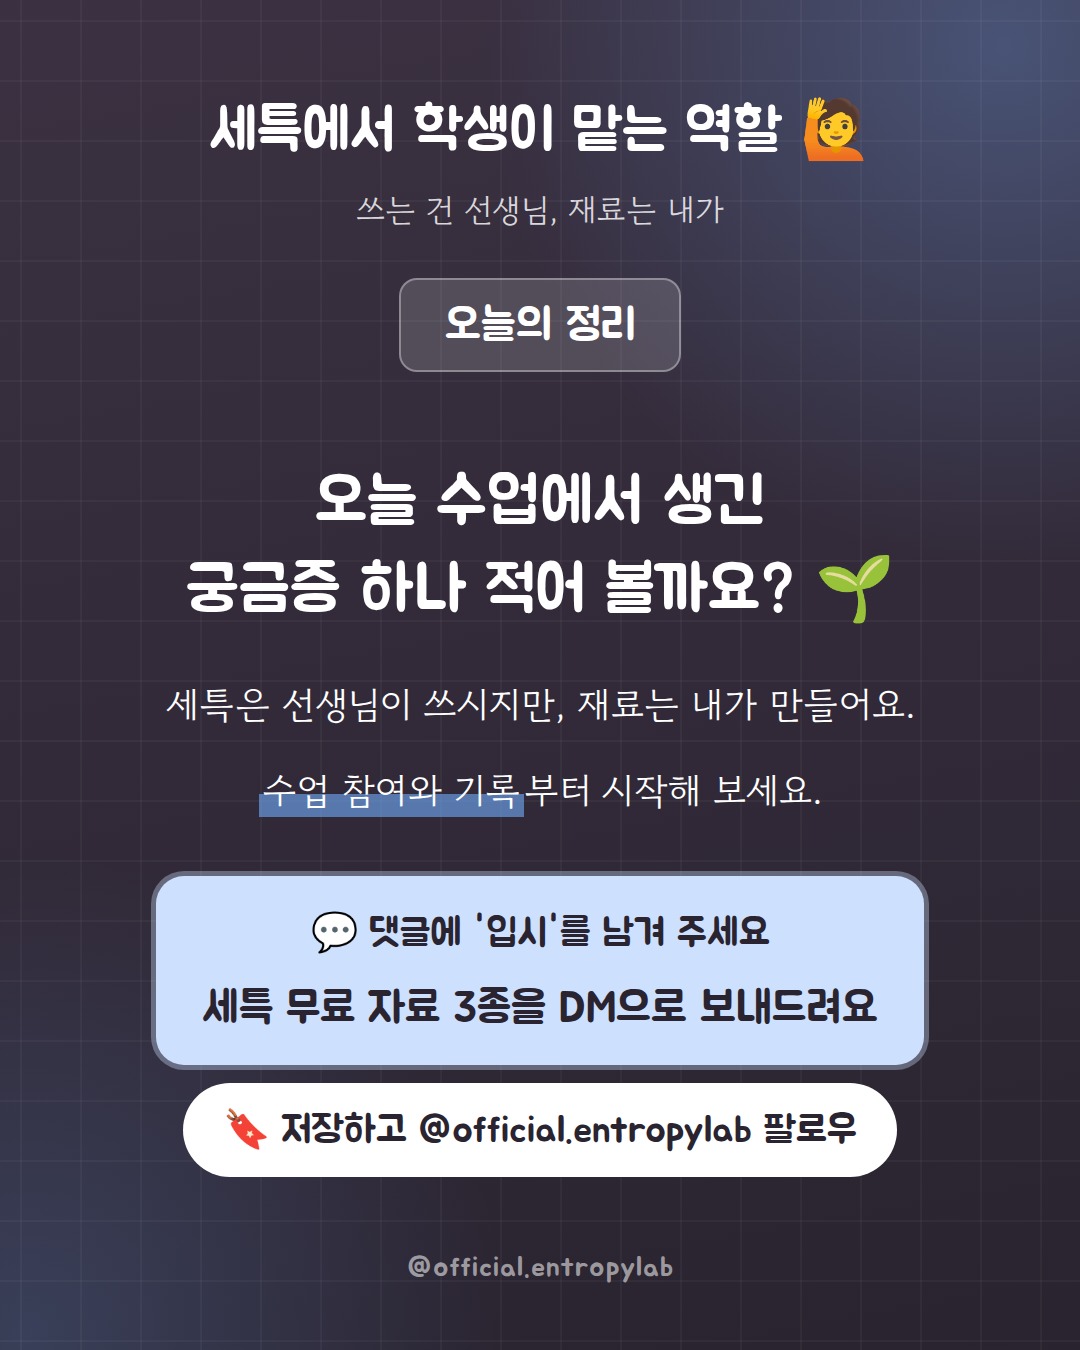 세특에서 학생이 맡는 역할 🙋
쓰는 건 선생님, 재료는 내가
오늘의 정리
오늘 수업에서 생긴
궁금증 하나 적어 볼까요? 🌱
세특은 선생님이 쓰시지만, 재료는 내가 만들어요.
수업 참여와 기록부터 시작해 보세요.
💬 댓글에 '입시'를 남겨 주세요
세특 무료 자료 3종을 DM으로 보내드려요
🔖 저장하고 @official.entropylab 팔로우
@official.entropylab